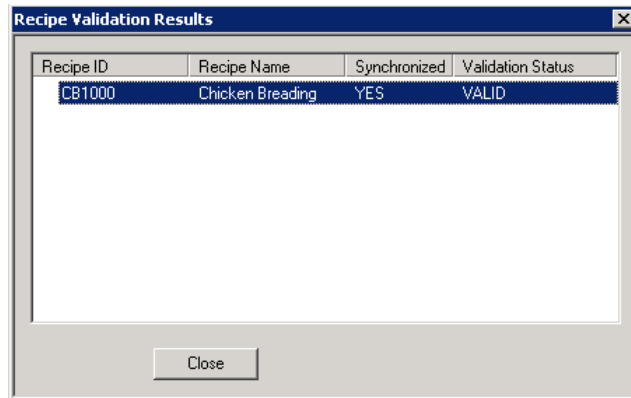 Recipe Validation Results
Recipe ID Recipe Name Synchronized Validation Status
CB1000 Chicken Breading YES VALID
Close